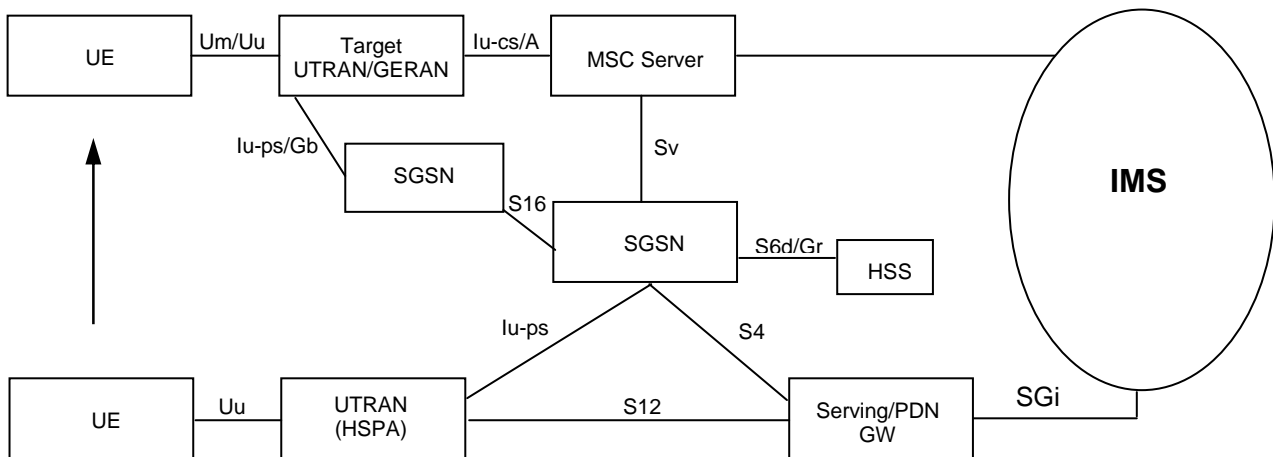 UE
Um/Uu
Target
UTRAN/GERAN
Iu-cs/A
MSC Server
Iu-ps/Gb
SGSN
S16
Sv
IMS
SGSN
S6d/Gr
HSS
Iu-ps
S4
UE
Uu
UTRAN
(HSPA)
S12
Serving/PDN
GW
SGi